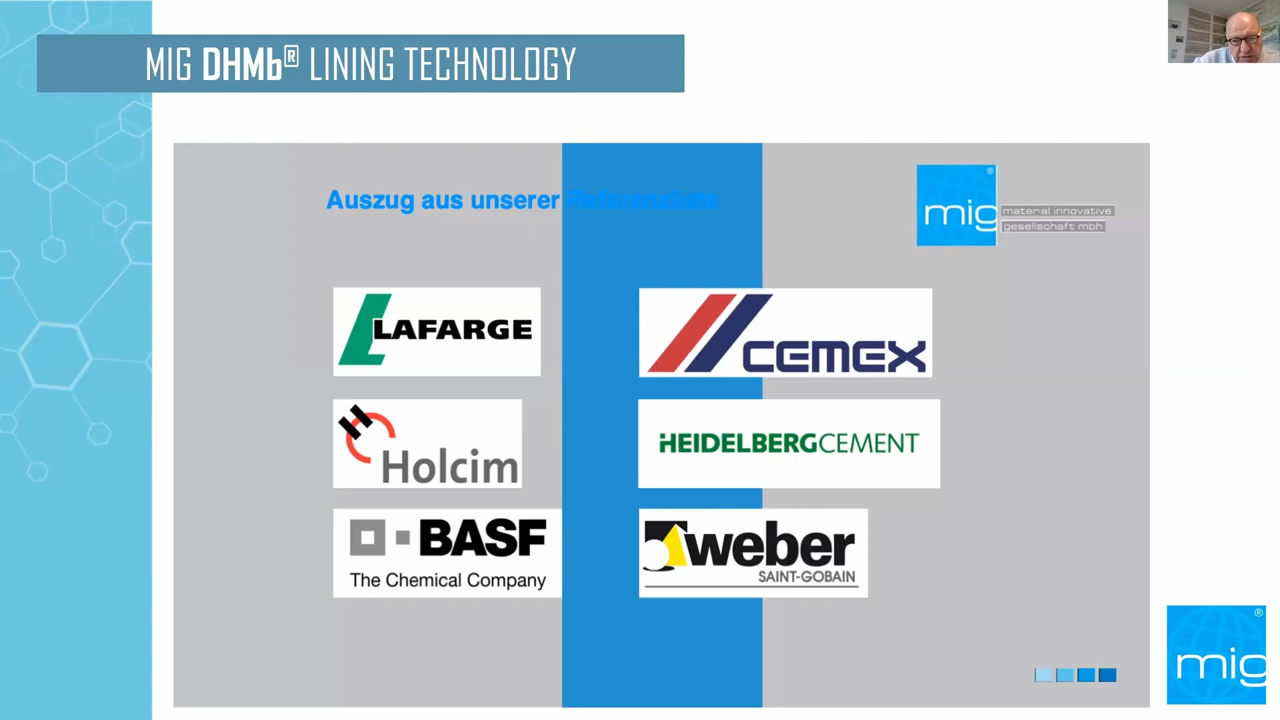 MIG DHMb® LINING TECHNOLOGY
Auszug aus unserer Referenzliste
mig®
material innovative
gesellschaft mbh
LAFARGE
CEMEX
Holcim
HEIDELBERGCEMENT
BASF
The Chemical Company
weber
SAINT-GOBAIN
mig®